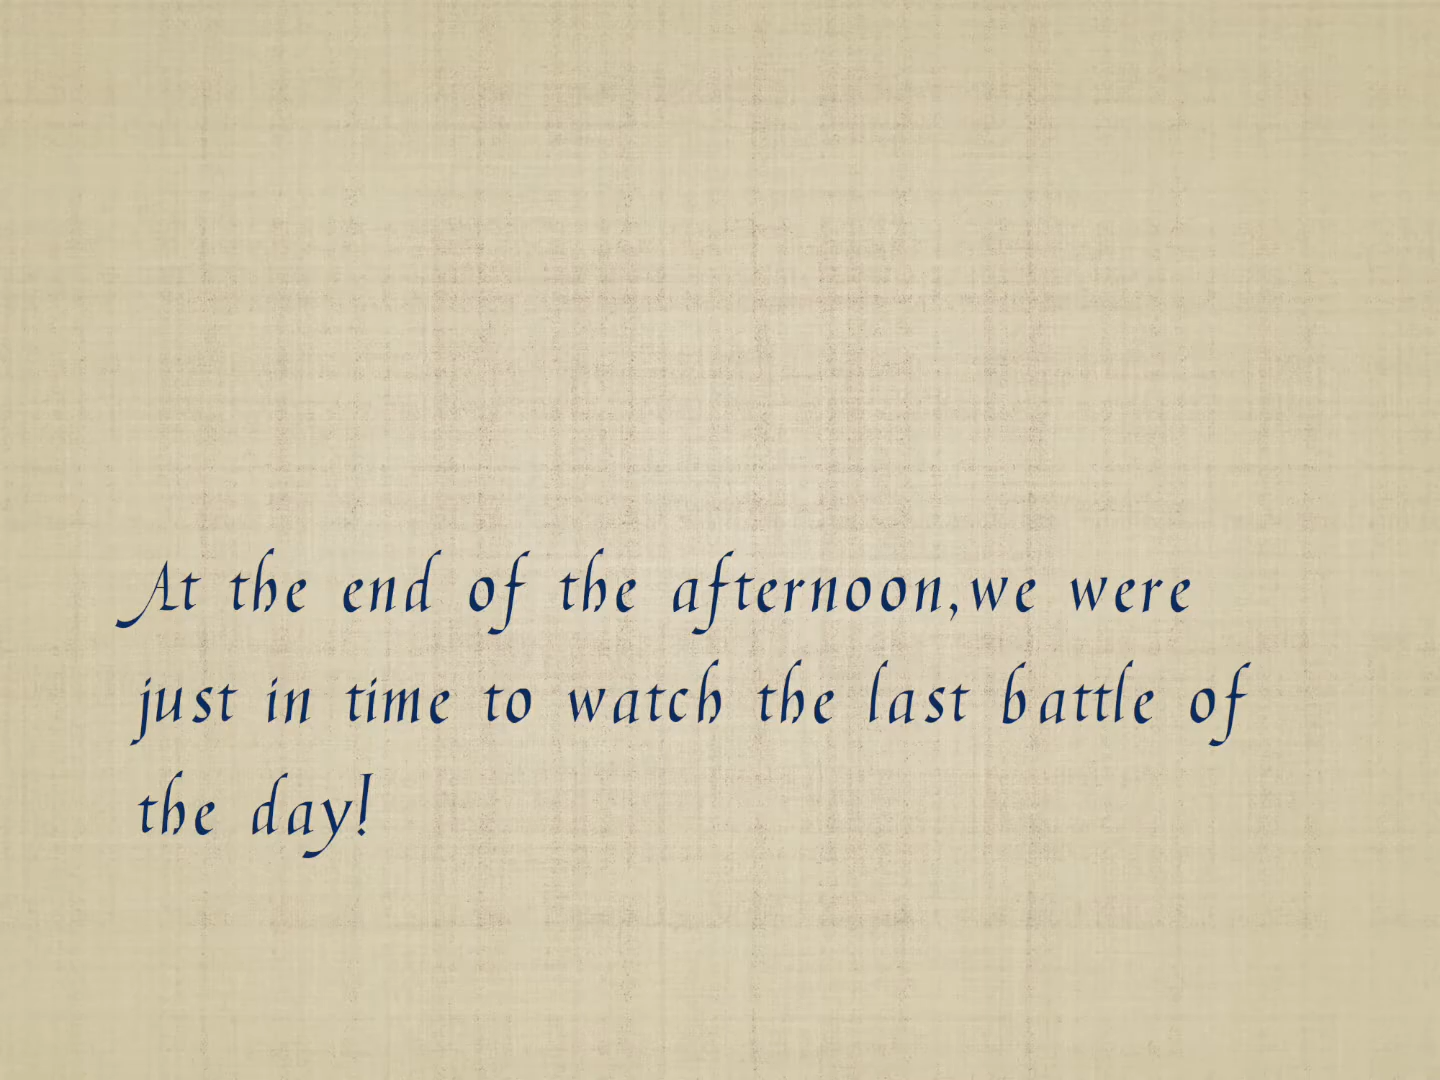 At the end of the afternoon,we were
just in time to watch the last battle of
the day!